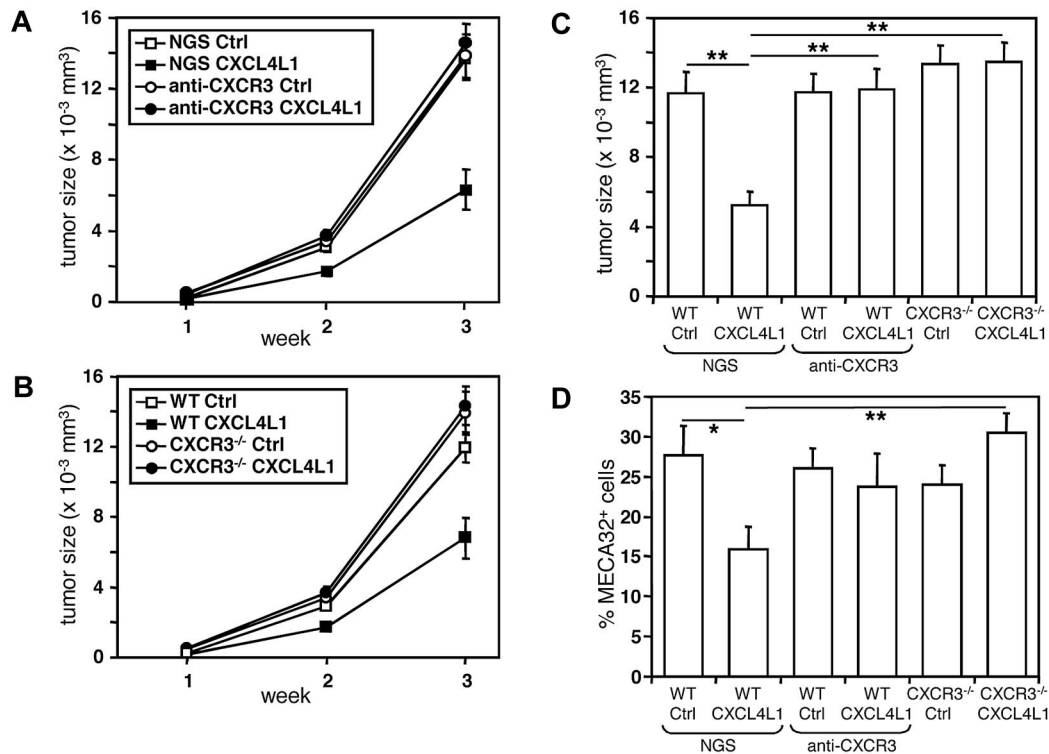 A
tumor size (x 10⁻³ mm³)
16
12
8
4
0
NGS Ctrl
NGS CXCL4L1
anti-CXCR3 Ctrl
anti-CXCR3 CXCL4L1
1 2 3
week
B
tumor size (x 10⁻³ mm³)
16
12
8
4
0
WT Ctrl
WT CXCL4L1
CXCR3⁻/⁻ Ctrl
CXCR3⁻/⁻ CXCL4L1
1 2 3
week
C
tumor size (x 10⁻³ mm³)
16
12
8
4
0
**
** **
WT WT WT WT CXCR3⁻/⁻ CXCR3⁻/⁻
Ctrl CXCL4L1 Ctrl CXCL4L1 Ctrl CXCL4L1
NGS anti-CXCR3
D
% MECA32⁺ cells
35
30
25
20
15
10
5
0
* **
WT WT WT WT CXCR3⁻/⁻ CXCR3⁻/⁻
Ctrl CXCL4L1 Ctrl CXCL4L1 Ctrl CXCL4L1
NGS anti-CXCR3